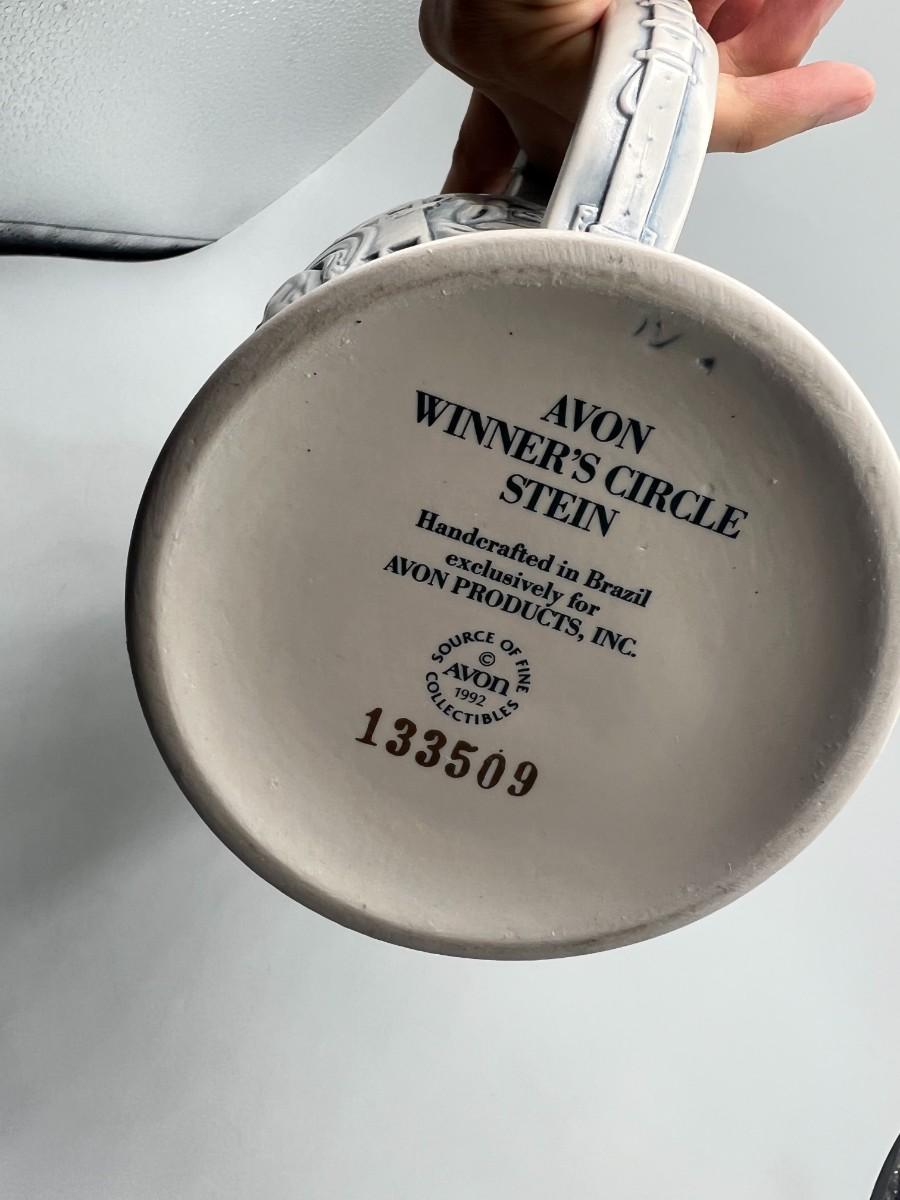 AVON
WINNER'S CIRCLE
STEIN
Handcrafted in Brazil
exclusively for
AVON PRODUCTS, INC.
SOURCE OF FINE
©
AVON
1992
COLLECTIBLES
133509